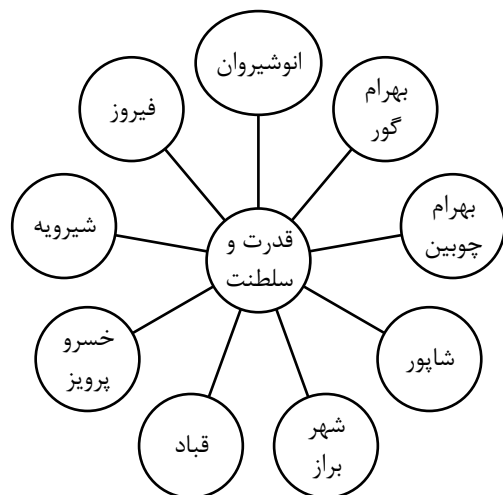 انوشیروان
بهرام
گور
بهرام
چوبین
شاپور
شهر
براز
قباد
خسرو
پرویز
شیرویه
فیروز
قدرت و
سلطنت